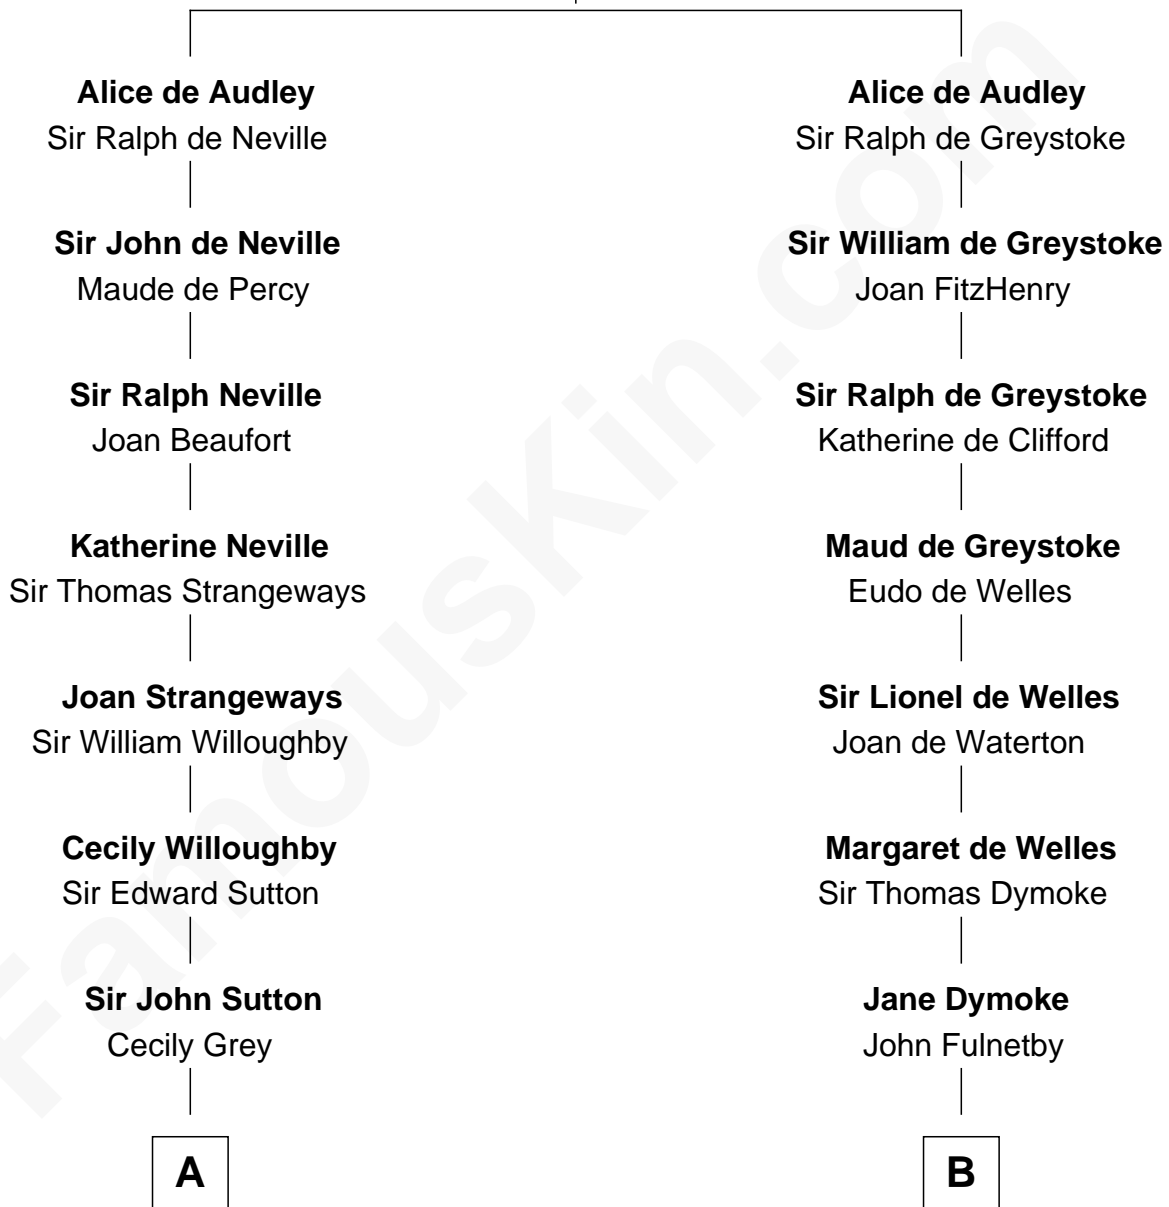 Alice de Audley
Sir Ralph de Neville
Sir John de Neville
Maude de Percy
Sir Ralph Neville
Joan Beaufort
Katherine Neville
Sir Thomas Strangeways
Joan Strangeways
Sir William Willoughby
Cecily Willoughby
Sir Edward Sutton
Sir John Sutton
Cecily Grey
A
Alice de Audley
Sir Ralph de Greystoke
Sir William de Greystoke
Joan FitzHenry
Sir Ralph de Greystoke
Katherine de Clifford
Maud de Greystoke
Eudo de Welles
Sir Lionel de Welles
Joan de Waterton
Margaret de Welles
Sir Thomas Dymoke
Jane Dymoke
John Fulnetby
B
FamousKin.com